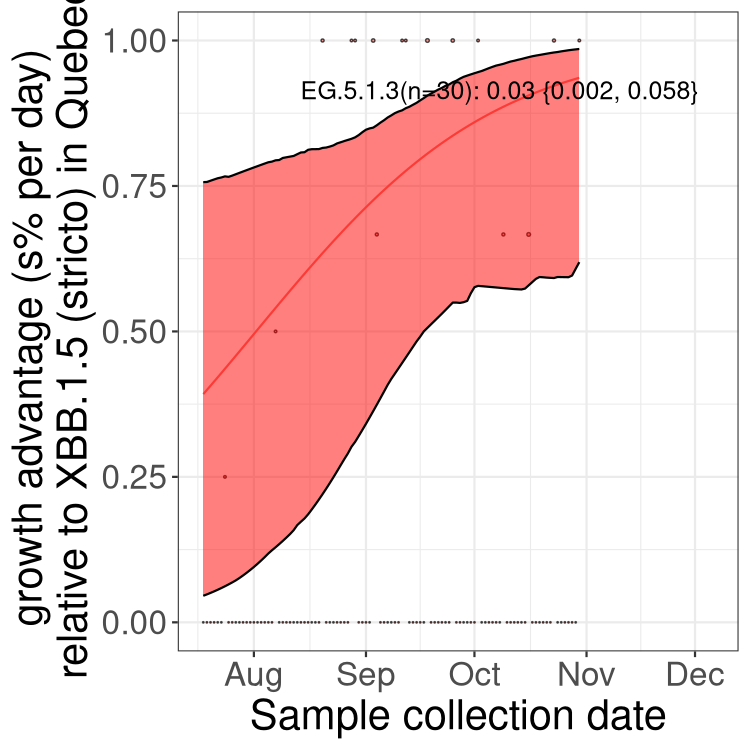 growth advantage (s% per day)
relative to XBB.1.5 (stricto) in Quebec
1.00
0.75
0.50
0.25
0.00
EG.5.1.3(n=30): 0.03 {0.002, 0.058}
Aug Sep Oct Nov Dec
Sample collection date